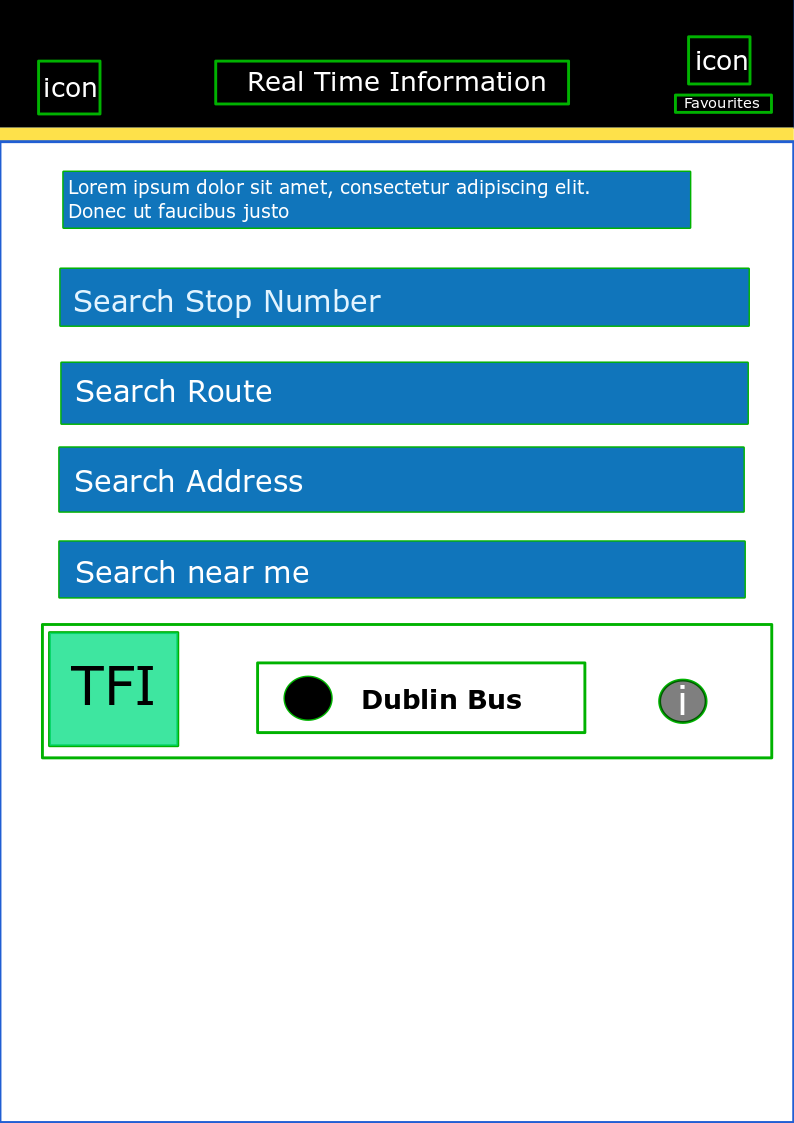 icon
Real Time Information
icon
Favourites
Lorem ipsum dolor sit amet, consectetur adipiscing elit.
Donec ut faucibus justo
Search Stop Number
Search Route
Search Address
Search near me
TFI
Dublin Bus
i